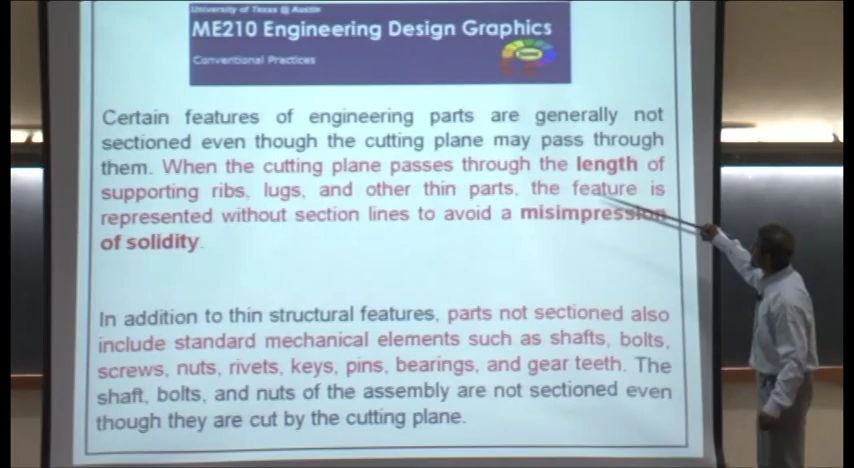 University of Texas @ Austin
ME210 Engineering Design Graphics
Conventional Practices
Certain features of engineering parts are generally not
sectioned even though the cutting plane may pass through
them. When the cutting plane passes through the length of
supporting ribs, lugs, and other thin parts, the feature is
represented without section lines to avoid a misimpression
of solidity.
In addition to thin structural features, parts not sectioned also
include standard mechanical elements such as shafts, bolts,
screws, nuts, rivets, keys, pins, bearings, and gear teeth. The
shaft, bolts, and nuts of the assembly are not sectioned even
though they are cut by the cutting plane.